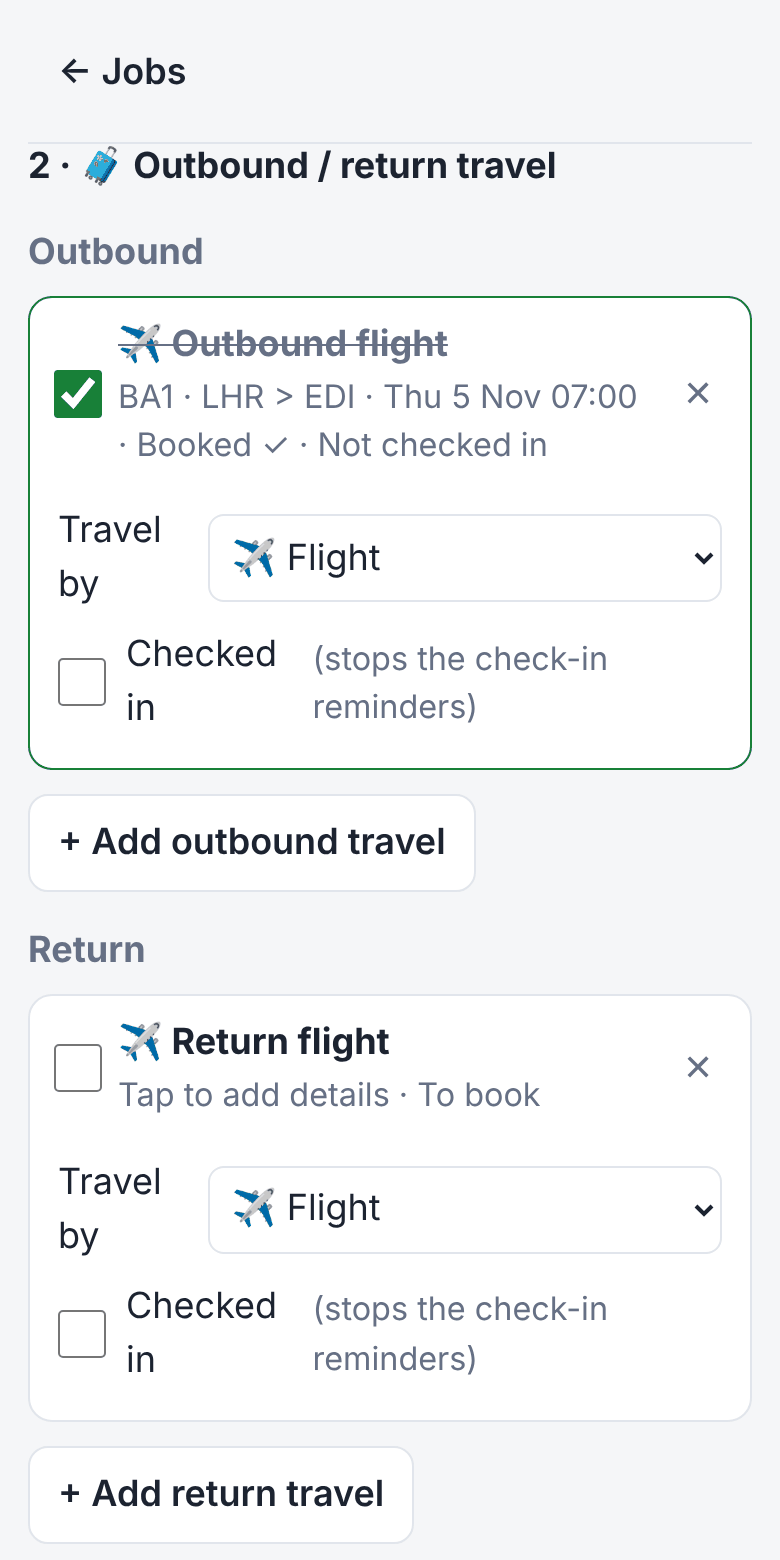 ← Jobs
2 · 🧳 Outbound / return travel
Outbound
✈️ Outbound flight
BA1 · LHR > EDI · Thu 5 Nov 07:00
· Booked ✓ · Not checked in
Travel
by
✈️ Flight
Checked
in
(stops the check-in
reminders)
+ Add outbound travel
Return
✈️ Return flight
Tap to add details · To book
Travel
by
✈️ Flight
Checked
in
(stops the check-in
reminders)
+ Add return travel